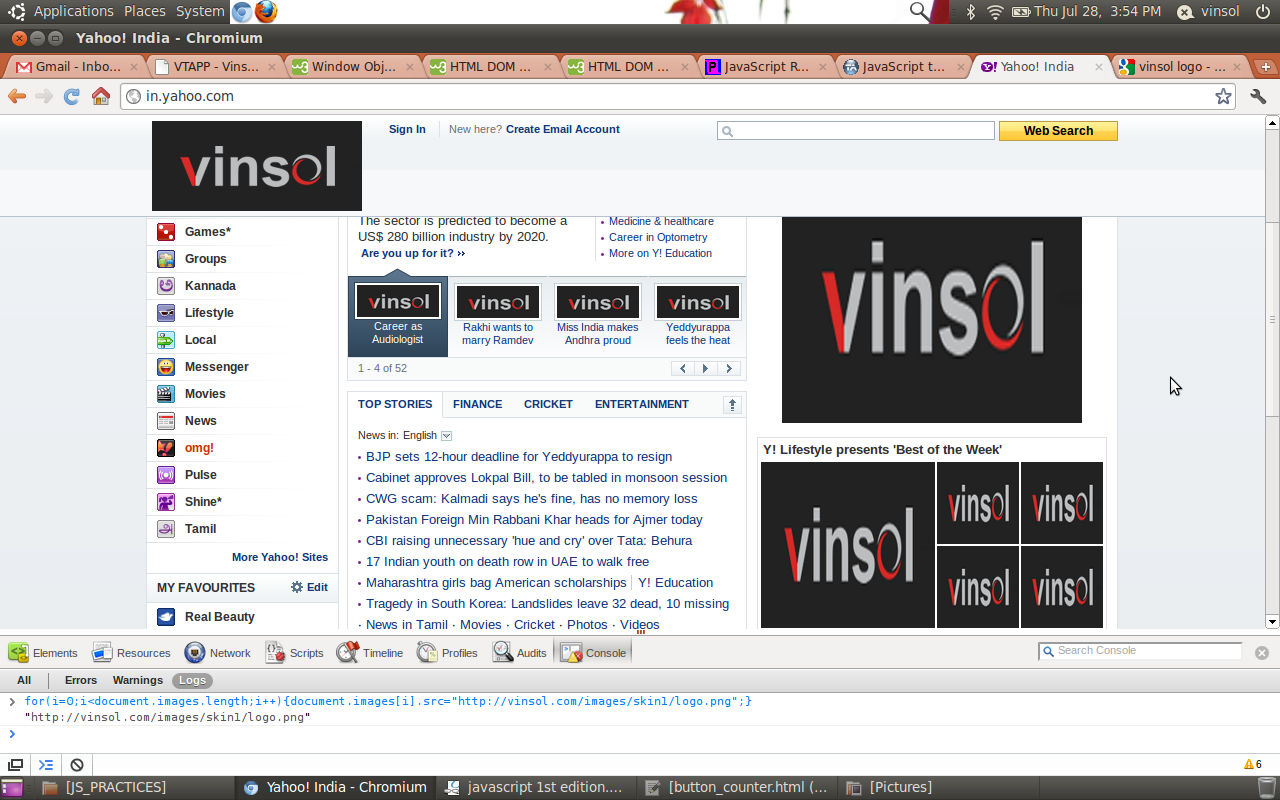 Applications Places System Thu Jul 28, 3:54 PM vinsol
Yahoo! India - Chromium
Gmail - Inbo... VTAPP - Vins... Window Obj... HTML DOM ... HTML DOM ... JavaScript R... JavaScript t... Yahoo! India vinsol logo - ...
in.yahoo.com
vinsol
Sign In New here? Create Email Account Web Search
Games*
Groups
Kannada
Lifestyle
Local
Messenger
Movies
News
omg!
Pulse
Shine*
Tamil
More Yahoo! Sites
MY FAVOURITES Edit
Real Beauty
The sector is predicted to become a
US$ 280 billion industry by 2020.
Are you up for it? ››
• Medicine & healthcare
• Career in Optometry
• More on Y! Education
vinsol vinsol vinsol vinsol
Career as
Audiologist
Rakhi wants to
marry Ramdev
Miss India makes
Andhra proud
Yeddyurappa
feels the heat
1 - 4 of 52
TOP STORIES FINANCE CRICKET ENTERTAINMENT
News in: English
• BJP sets 12-hour deadline for Yeddyurappa to resign
• Cabinet approves Lokpal Bill, to be tabled in monsoon session
• CWG scam: Kalmadi says he's fine, has no memory loss
• Pakistan Foreign Min Rabbani Khar heads for Ajmer today
• CBI raising unnecessary 'hue and cry' over Tata: Behura
• 17 Indian youth on death row in UAE to walk free
• Maharashtra girls bag American scholarships | Y! Education
• Tragedy in South Korea: Landslides leave 32 dead, 10 missing
· News in Tamil · Movies · Cricket · Photos · Videos
vinsol
Y! Lifestyle presents 'Best of the Week'
vinsol vinsol vinsol
vinsol vinsol
Elements Resources Network Scripts Timeline Profiles Audits Console Search Console
All Errors Warnings Logs
for(i=0;i<document.images.length;i++){document.images[i].src="http://vinsol.com/images/skin1/logo.png";}
"http://vinsol.com/images/skin1/logo.png"
6
[JS_PRACTICES] Yahoo! India - Chromium javascript 1st edition.... [button_counter.html (... [Pictures]